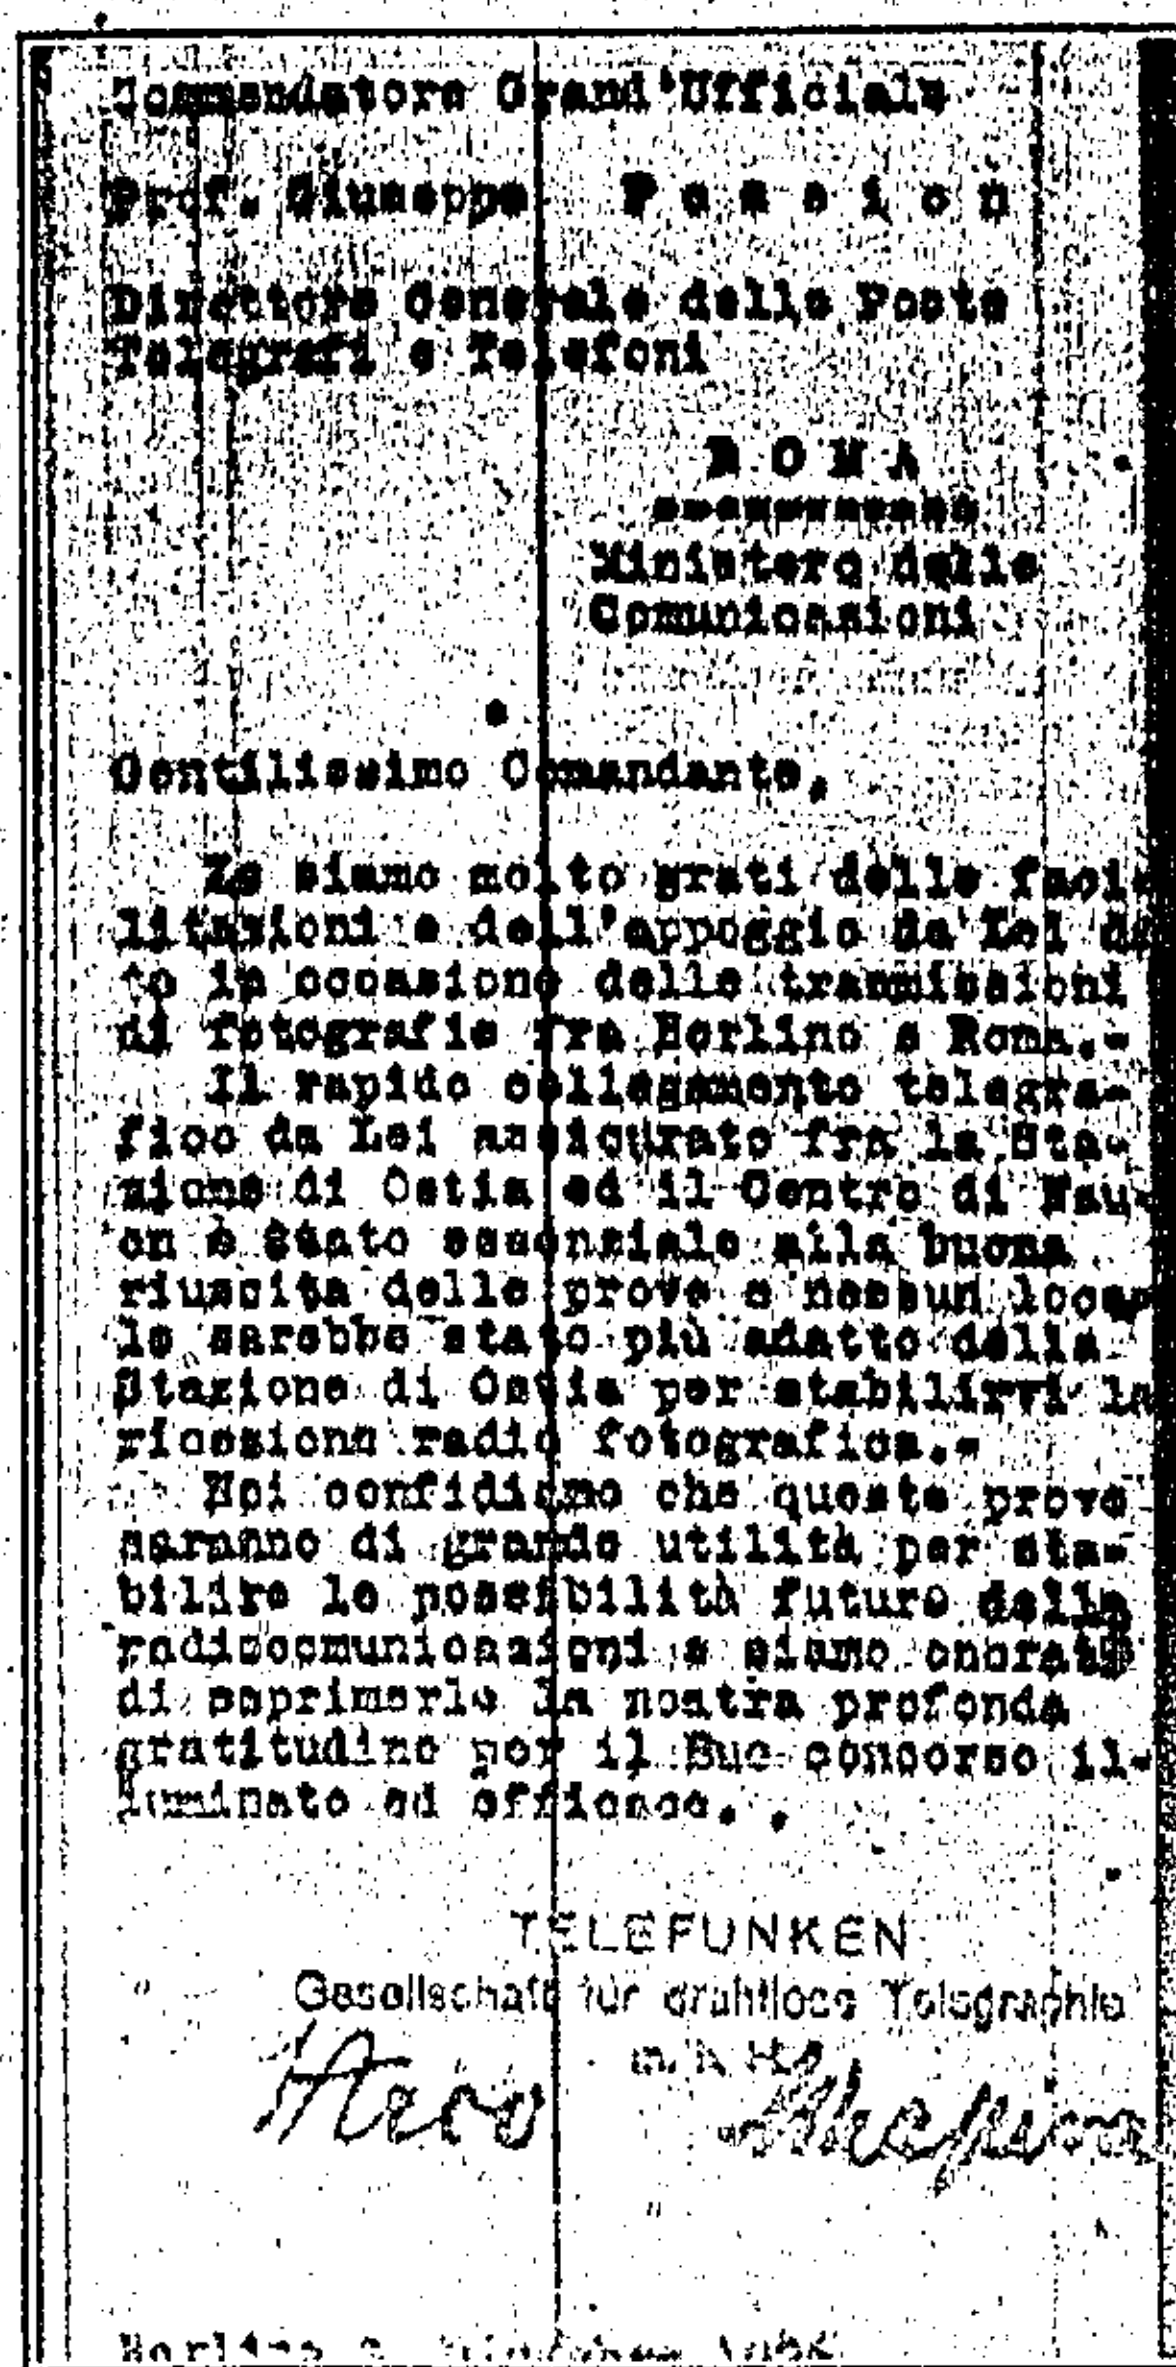 Commendatore Grand'Ufficiale
Prof. Giuseppe P e s s i o n
Direttore Generale delle Poste
Telegrafi e Telefoni
R O M A
Ministero delle
Comunicazioni
Gentilissimo Comandante,
Le siamo molto grati delle faci-
litazioni e dell'appoggio da Lei da
to in occasione delle trasmissioni
di fotografie fra Berlino e Roma.-
Il rapido collegamento telegra-
fico da Lei assicurato fra la Sta-
zione di Ostia ed il Centro di Nau-
en è stato essenziale alla buona
riuscita delle prove e nessun loca-
le sarebbe stato più adatto della
Stazione di Ostia per stabilirvi la
ricezione radio fotografica.-
Noi confidiamo che queste prove
saranno di grande utilità per sta-
bilire le possibilità future delle
radiocomunicazioni e siamo onorati
di esprimerle la nostra profonda
gratitudine per il Suo concorso il-
luminato ed efficace. .
TELEFUNKEN
Gesellschaft für drahtlose Telegraphie
m. b. H.
Arco
Berlino